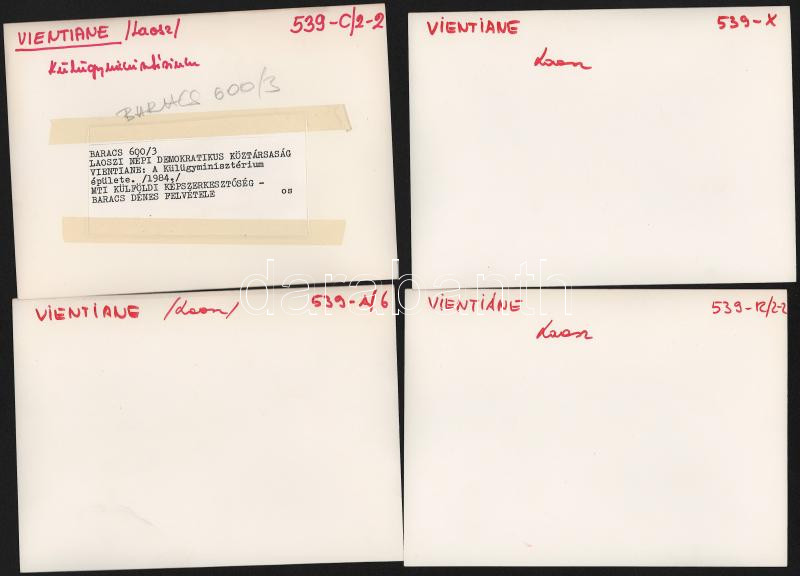 VIENTIANE /Laosz/
539-C/2-2
Külügyminisztérium
BARACS 600/3
BARACS 600/3
LAOSZI NÉPI DEMOKRATIKUS KÖZTÁRSASÁG
VIENTIANE: A Külügyminisztérium
épülete. /1984./
MTI KÜLFÖLDI KÉPSZERKESZTŐSÉG -
BARACS DÉNES FELVÉTELE os
VIENTIANE
539-X
Laosz
VIENTIANE /Laosz/
539-A/6
VIENTIÁNE
539-R/2-2
Laosz
darabanth